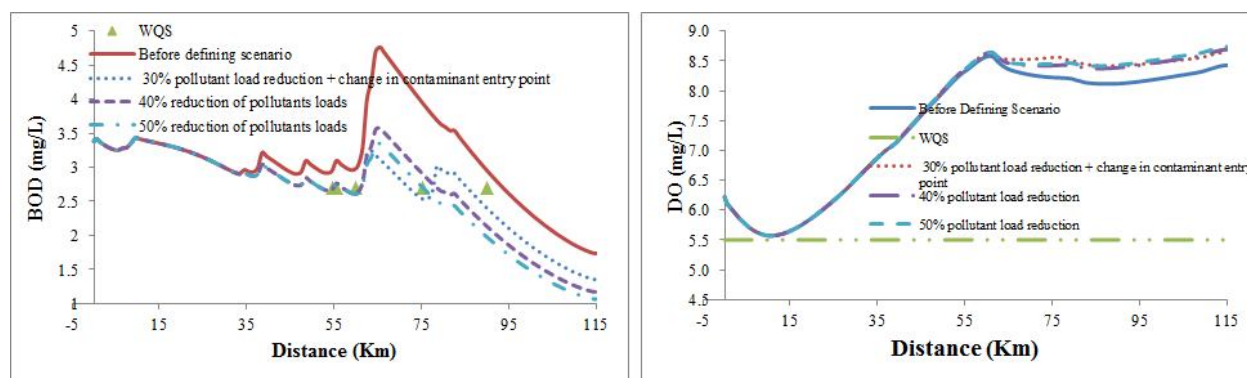 5
4.5
4
3.5
3
2.5
2
1.5
1
BOD (mg/L)
WQS
Before defining scenario
30% pollutant load reduction + change in contaminant entry point
40% reduction of pollutants loads
50% reduction of pollutants loads
-5 15 35 55 75 95 115
Distance (Km)
9.0
8.5
8.0
7.5
7.0
6.5
6.0
5.5
5.0
4.5
DO (mg/L)
Before Defining Scenario
WQS
30% pollutant load reduction + change in contaminant entry
point
40% pollutant load reduction
50% pollutant load reduction
-5 15 35 55 75 95 115
Distance (Km)